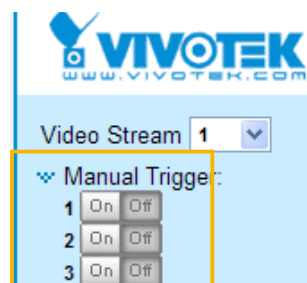 VIVOTEK
WWW.VIVOTEK.COM
Video Stream 1
Manual Trigger:
1 On Off
2 On Off
3 On Off